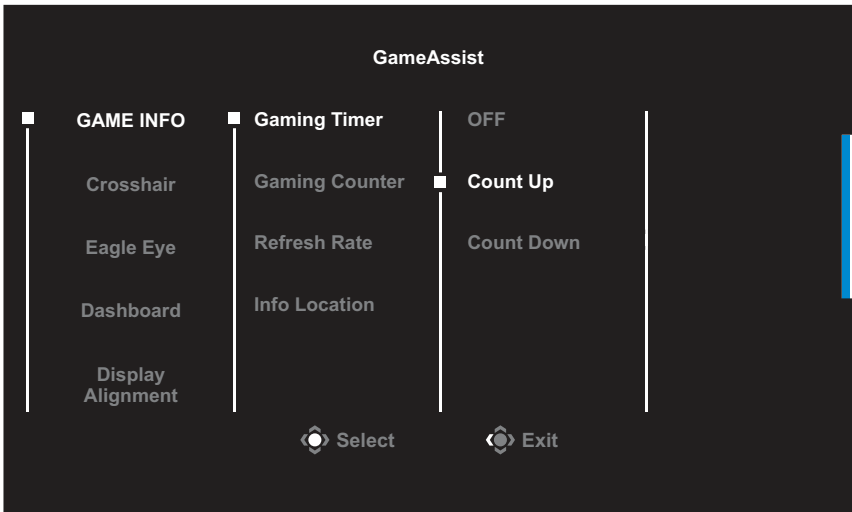 GameAssist
GAME INFO
Crosshair
Eagle Eye
Dashboard
Display
Alignment
Gaming Timer
Gaming Counter
Refresh Rate
Info Location
OFF
Count Up
Count Down
Select
Exit